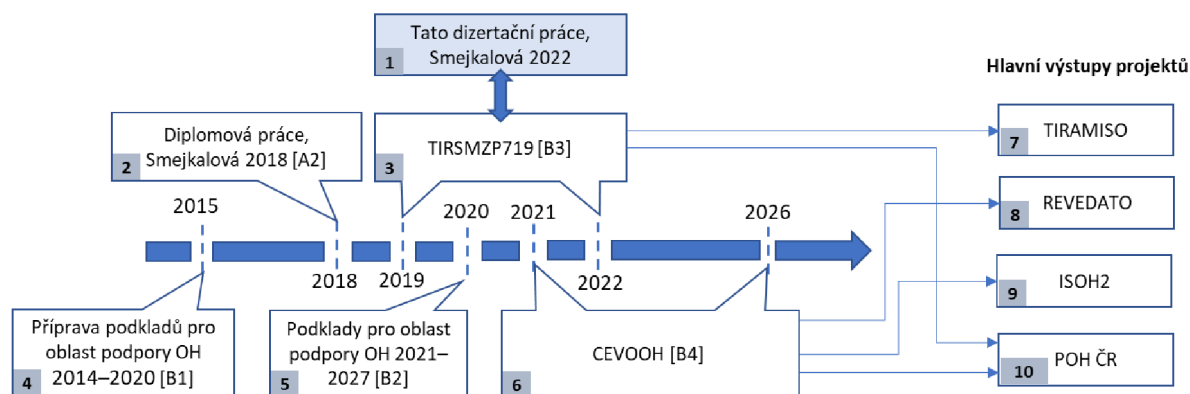 Tato dizertační práce,
Smejkalová 2022
1
Hlavní výstupy projektů
Diplomová práce,
Smejkalová 2018 [A2]
2
TIRSMZP719 [B3]
3
TIRAMISO
7
REVEDATO
8
ISOH2
9
POH ČR
10
2015
2020
2021
2026
2018
2019
2022
Příprava podkladů pro
oblast podpory OH
2014–2020 [B1]
4
Podklady pro oblast
podpory OH 2021–
2027 [B2]
5
CEVOOH [B4]
6